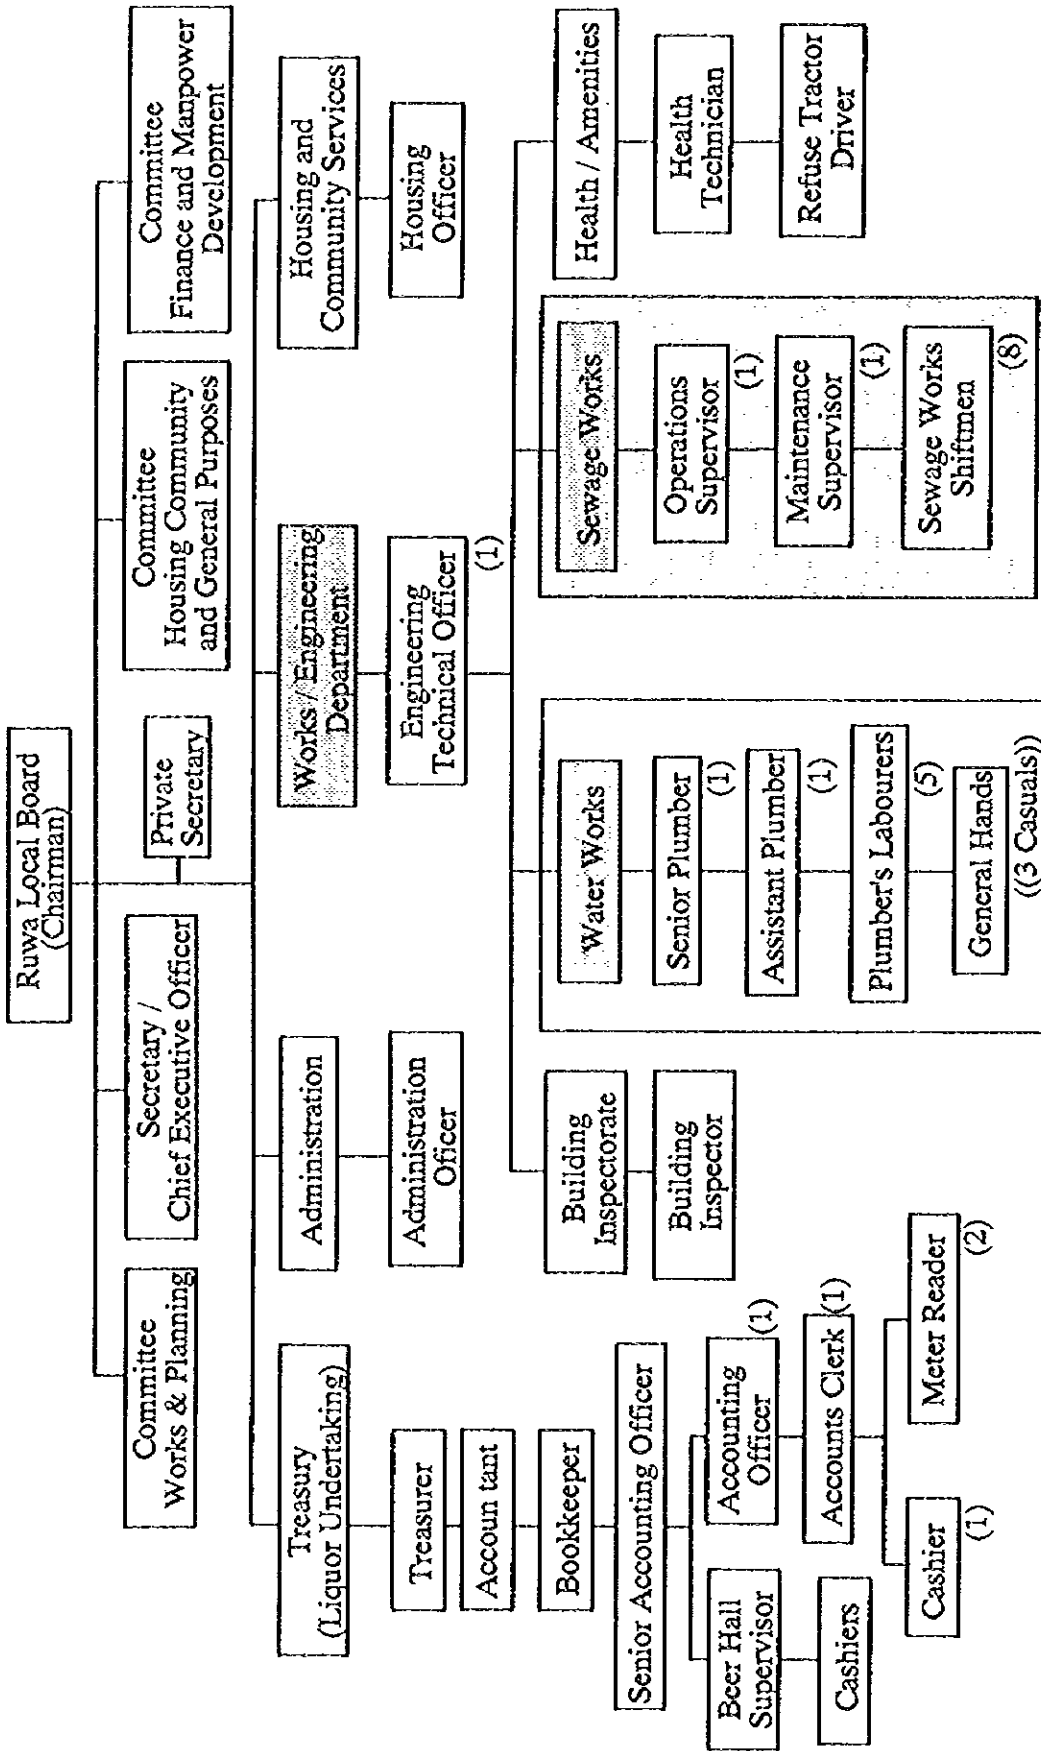 Ruwa Local Board
(Chairman)
Committee
Works & Planning
Secretary /
Chief Executive Officer
Private
Secretary
Committee
Housing Community
and General Purposes
Committee
Finance and Manpower
Development
Treasury
(Liquor Undertaking)
Administration
Works / Engineering
Department
Housing and
Community Services
Treasurer
Administration
Oficer
Engineering
Technical Officer
(1)
Housing
Officer
Accoun tant
Bookkeeper
Senior Accounting Officer
Beer Hall
Supervisor
Cashiers
Accounting
Officer
(1)
Accounts Clerk
(1)
Cashier
(1)
Meter Reader
(2)
Building
Inspectorate
Building
Inspector
Water Works
Senior Plumber
(1)
Assistant Plumber
(1)
Plumber's Labourers
(5)
General Hands
((3 Casuals))
Sewage Works
Operations
Supervisor
(1)
Maintenance
Supervisor
(1)
Sewage Works
Shiftmen
(8)
Health / Amenities
Health
Technician
Refuse Tractor
Driver